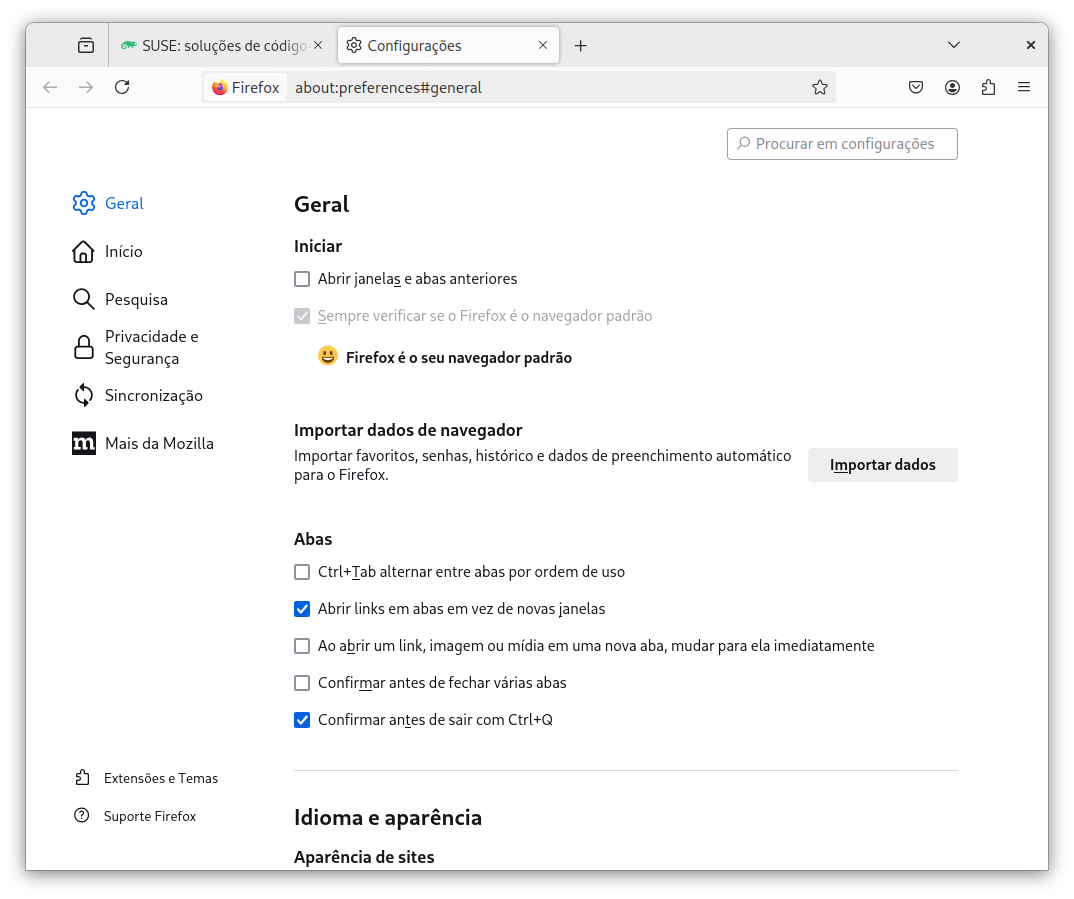 SUSE: soluções de código
Configurações
Firefox
about:preferences#general
Procurar em configurações
Geral
Início
Pesquisa
Privacidade e
Segurança
Sincronização
Mais da Mozilla
Extensões e Temas
Suporte Firefox
Geral
Iniciar
Abrir janelas e abas anteriores
Sempre verificar se o Firefox é o navegador padrão
Firefox é o seu navegador padrão
Importar dados de navegador
Importar favoritos, senhas, histórico e dados de preenchimento automático
para o Firefox.
Importar dados
Abas
Ctrl+Tab alternar entre abas por ordem de uso
Abrir links em abas em vez de novas janelas
Ao abrir um link, imagem ou mídia em uma nova aba, mudar para ela imediatamente
Confirmar antes de fechar várias abas
Confirmar antes de sair com Ctrl+Q
Idioma e aparência
Aparência de sites